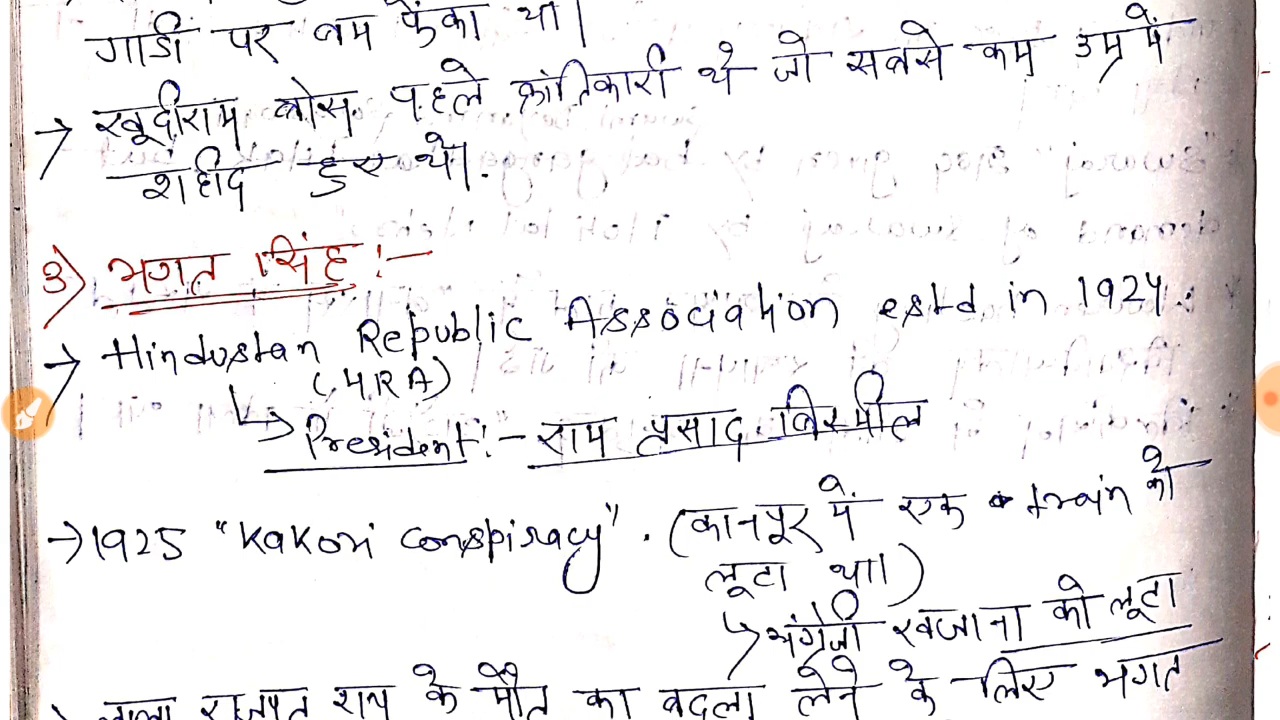 गाडी पर बम फेंका था।
→ खूदीराम बोस पहले क्रांतिकारी थे जो सबसे कम उम्र में
शहीद हुए थे।
3) भगत सिंह :-
→ Hindustan Republic Association estd in 1924.
(HRA)
↳ President :- राम प्रसाद बिस्मील
→ 1925 "Kakori conspiracy". (कानपूर में एक train को
लूटा था।)
↳ अंग्रेजी खजाना को लूटा
लाला राजपत राय के मौत का बदला लेने के लिए भगत